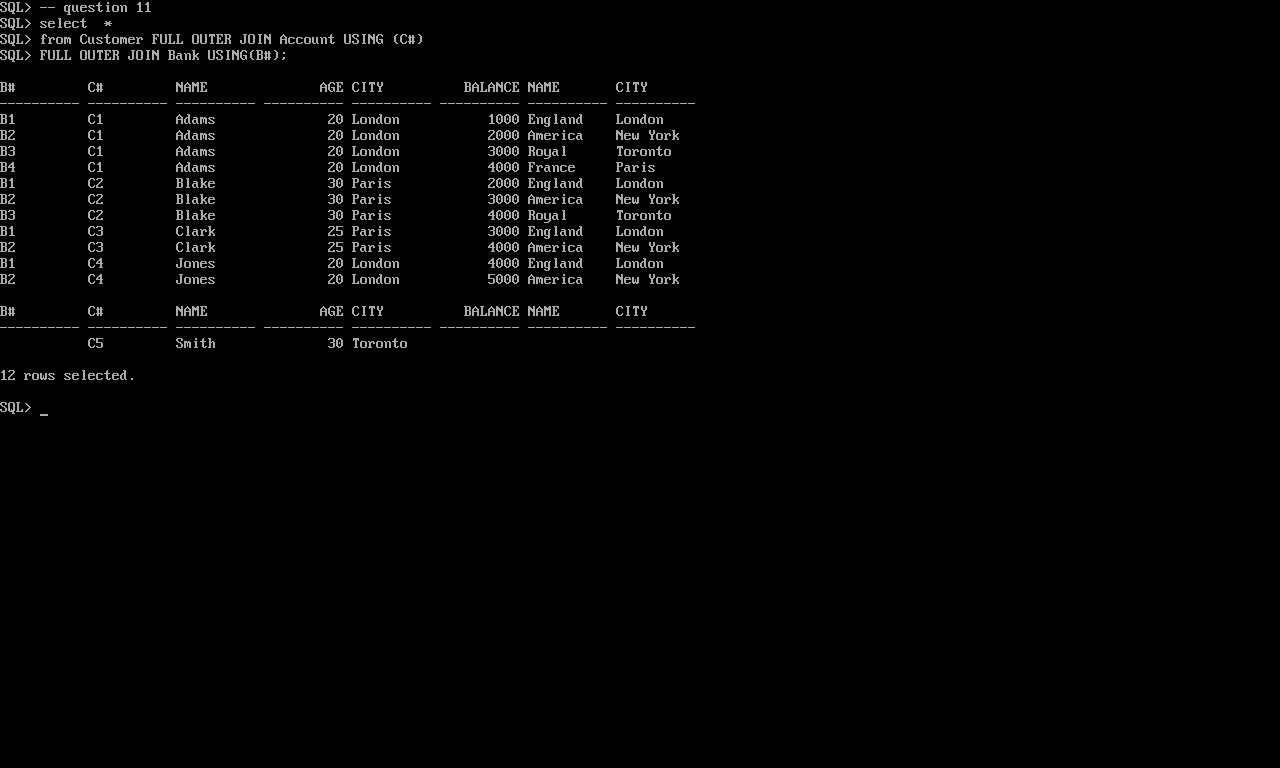 SQL> -- question 11
SQL> select  *
SQL> from Customer FULL OUTER JOIN Account USING (C#)
SQL> FULL OUTER JOIN Bank USING(B#);
B#         C#         NAME              AGE CITY          BALANCE NAME       CITY
---------- ---------- ---------- ---------- ---------- ---------- ---------- ----------
B1         C1         Adams              20 London           1000 England    London
B2         C1         Adams              20 London           2000 America    New York
B3         C1         Adams              20 London           3000 Royal      Toronto
B4         C1         Adams              20 London           4000 France     Paris
B1         C2         Blake              30 Paris            2000 England    London
B2         C2         Blake              30 Paris            3000 America    New York
B3         C2         Blake              30 Paris            4000 Royal      Toronto
B1         C3         Clark              25 Paris            3000 England    London
B2         C3         Clark              25 Paris            4000 America    New York
B1         C4         Jones              20 London           4000 England    London
B2         C4         Jones              20 London           5000 America    New York
B#         C#         NAME              AGE CITY          BALANCE NAME       CITY
---------- ---------- ---------- ---------- ---------- ---------- ---------- ----------
           C5         Smith              30 Toronto
12 rows selected.
SQL> _